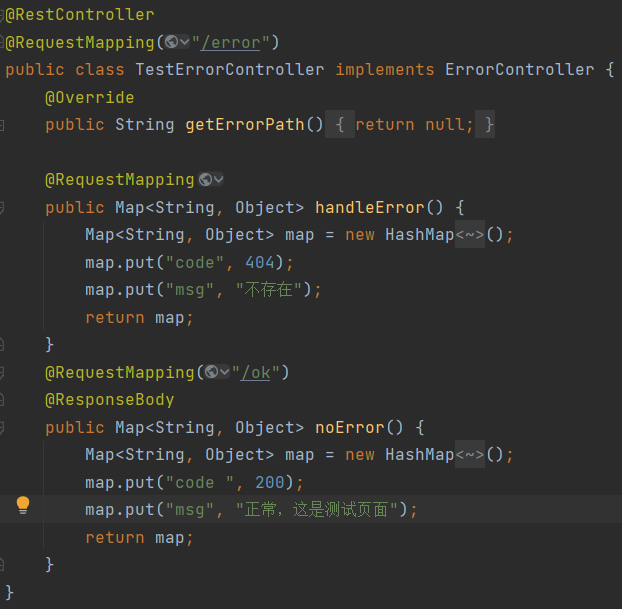 @RestController
@RequestMapping("/error")
public class TestErrorController implements ErrorController {
@Override
public String getErrorPath() { return null; }
@RequestMapping
public Map<String, Object> handleError() {
Map<String, Object> map = new HashMap<~>();
map.put("code", 404);
map.put("msg", "不存在");
return map;
}
@RequestMapping("/ok")
@ResponseBody
public Map<String, Object> noError() {
Map<String, Object> map = new HashMap<~>();
map.put("code ", 200);
map.put("msg", "正常，这是测试页面");
return map;
}
}